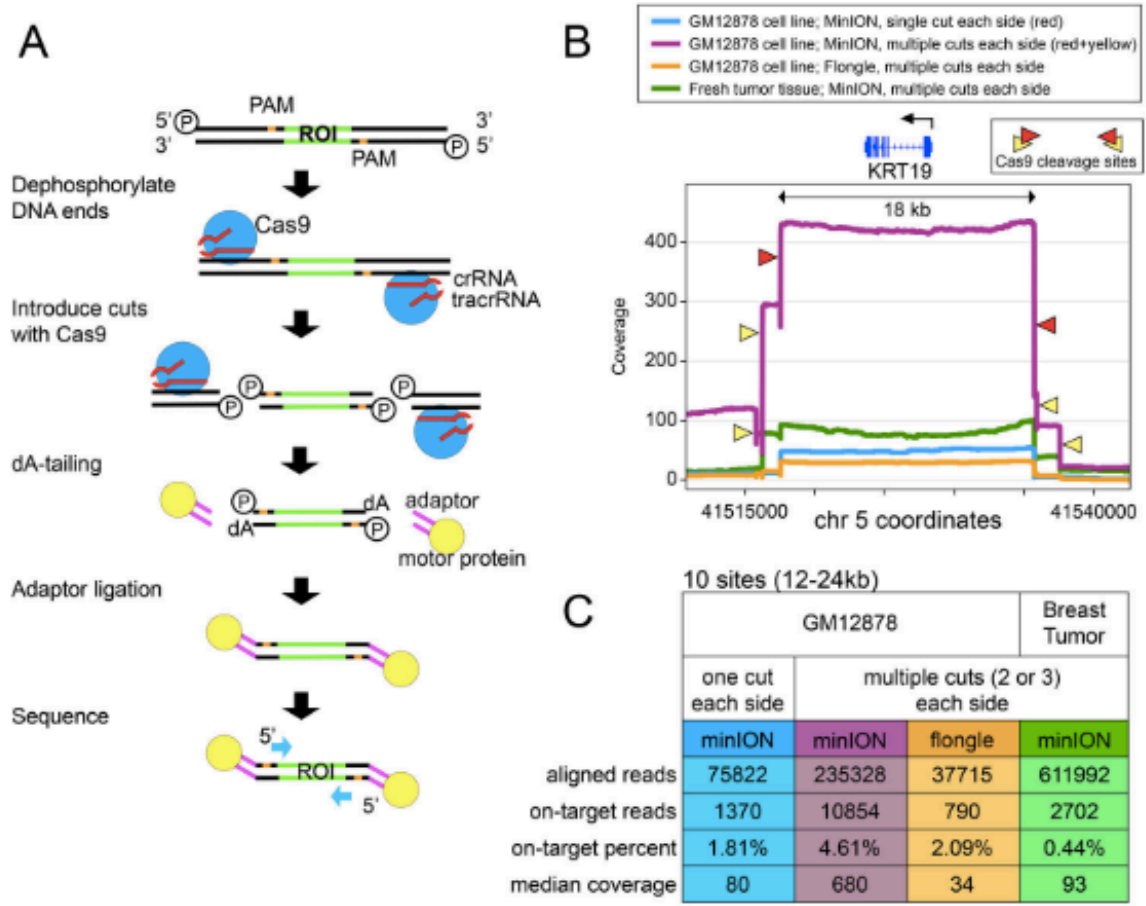 A
5' P
3'
PAM
ROI
3'
P 5'
PAM
Dephosphorylate
DNA ends
Cas9
crRNA
tracrRNA
Introduce cuts
with Cas9
P
P
P
P
dA-tailing
P
dA
dA
P
adaptor
motor protein
Adaptor ligation
Sequence
5'
ROI
5'
B
GM12878 cell line; MinION, single cut each side (red)
GM12878 cell line; MinION, multiple cuts each side (red+yellow)
GM12878 cell line; Flongle, multiple cuts each side
Fresh tumor tissue; MinION, multiple cuts each side
KRT19
Cas9 cleavage sites
18 kb
Coverage
400
300
200
100
0
41515000
41540000
chr 5 coordinates
C
10 sites (12-24kb)
GM12878
Breast
Tumor
one cut
each side
multiple cuts (2 or 3)
each side
minION minION flongle minION
aligned reads 75822 235328 37715 611992
on-target reads 1370 10854 790 2702
on-target percent 1.81% 4.61% 2.09% 0.44%
median coverage 80 680 34 93